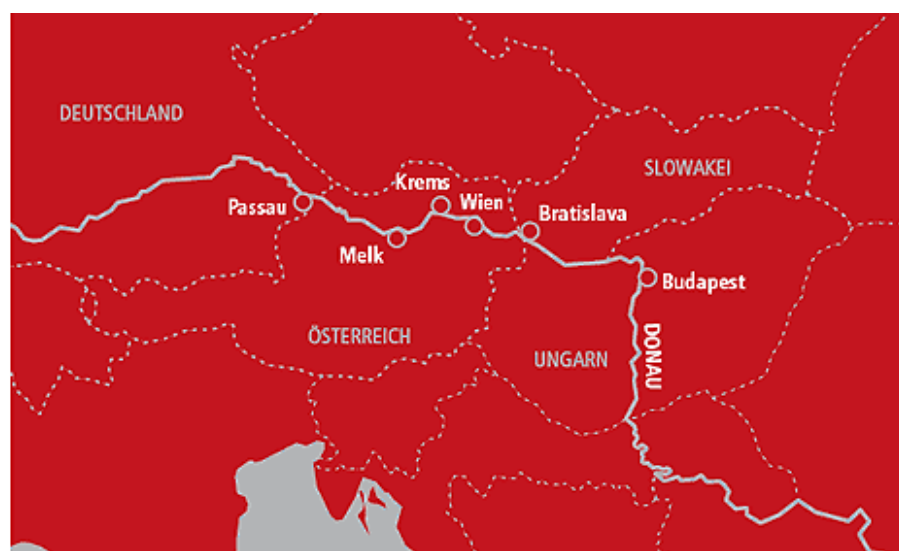 DEUTSCHLAND
SLOWAKEI
Krems
Wien
Passau
Bratislava
Melk
Budapest
ÖSTERREICH
UNGARN
DONAU